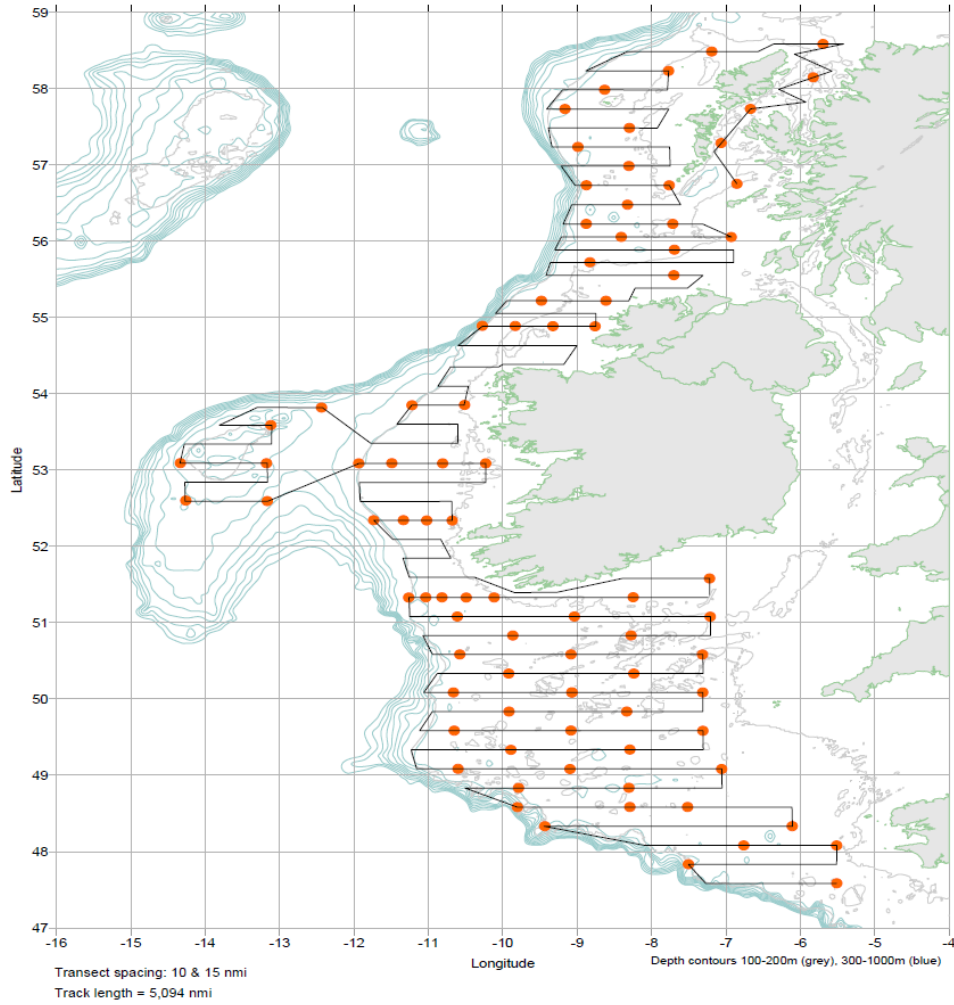 59
58
57
56
55
54
53
52
51
50
49
48
47
Latitude
-16 -15 -14 -13 -12 -11 -10 -9 -8 -7 -6 -5 -4
Longitude
Depth contours 100-200m (grey), 300-1000m (blue)
Transect spacing: 10 & 15 nmi
Track length = 5,094 nmi